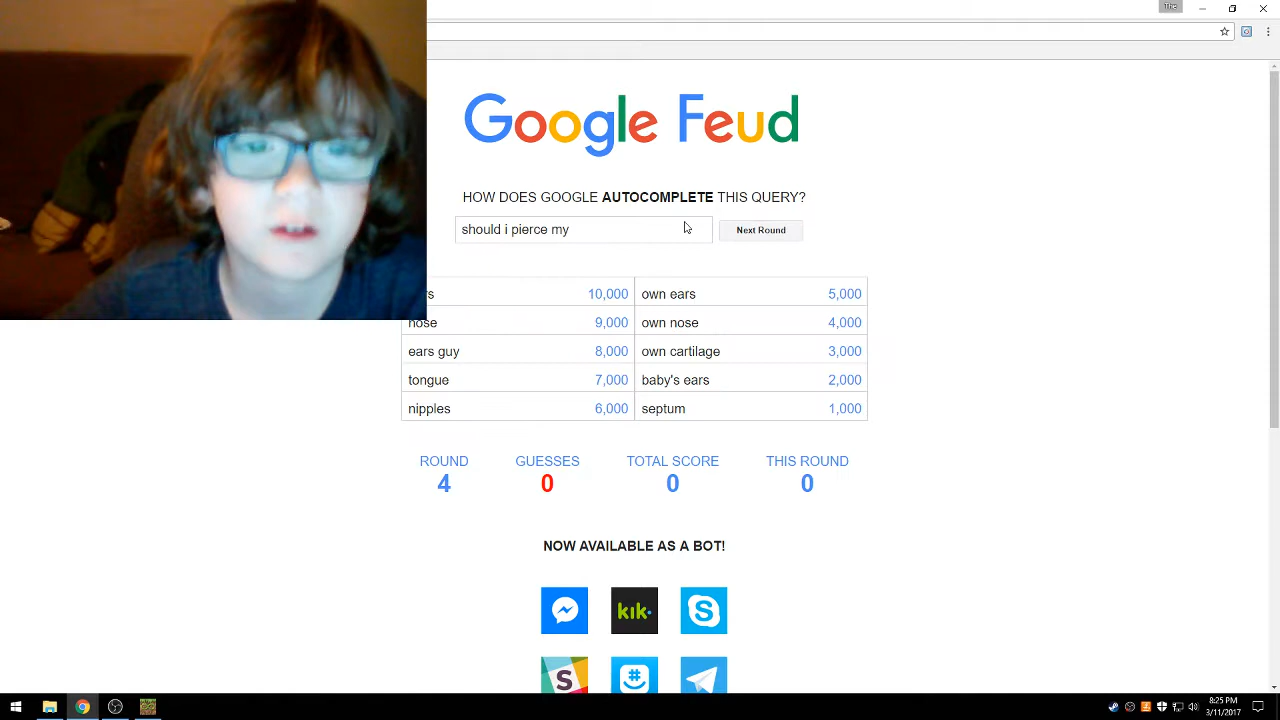 Google Feud
HOW DOES GOOGLE AUTOCOMPLETE THIS QUERY?
should i pierce my
Next Round
rs 10,000 own ears 5,000
nose 9,000 own nose 4,000
ears guy 8,000 own cartilage 3,000
tongue 7,000 baby's ears 2,000
nipples 6,000 septum 1,000
ROUND GUESSES TOTAL SCORE THIS ROUND
4 0 0 0
NOW AVAILABLE AS A BOT!
kik
S
#
8:25 PM
3/11/2017